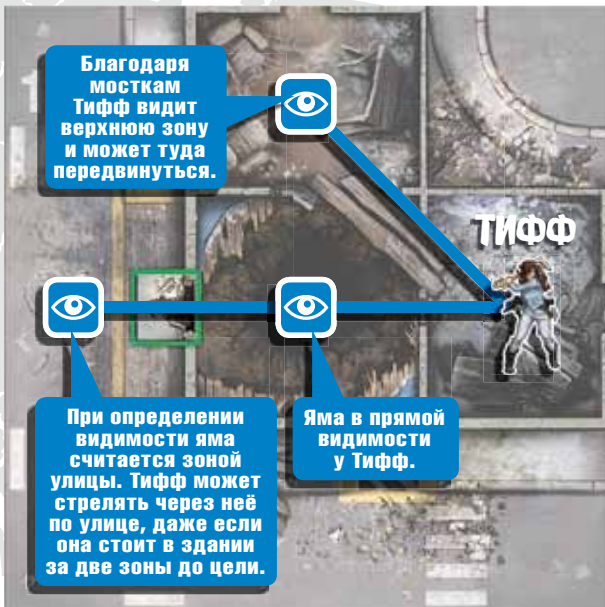 Благодаря
мосткам
Тифф видит
верхнюю зону
и может туда
передвинуться.
ТИФФ
При определении
видимости яма
считается зоной
улицы. Тифф может
стрелять через неё
по улице, даже если
она стоит в здании
за две зоны до цели.
Яма в прямой
видимости
у Тифф.